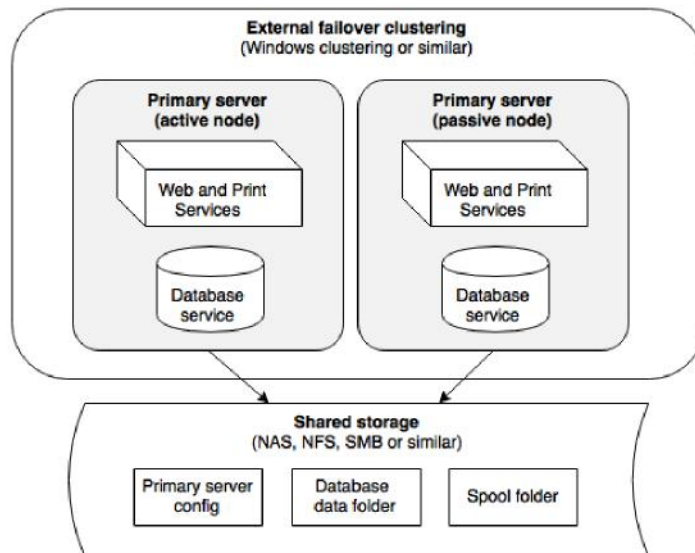 External failover clustering
(Windows clustering or similar)
Primary server
(active node)
Web and Print
Services
Database
service
Primary server
(passive node)
Web and Print
Services
Database
service
Shared storage
(NAS, NFS, SMB or similar)
Primary server
config
Database
data folder
Spool folder